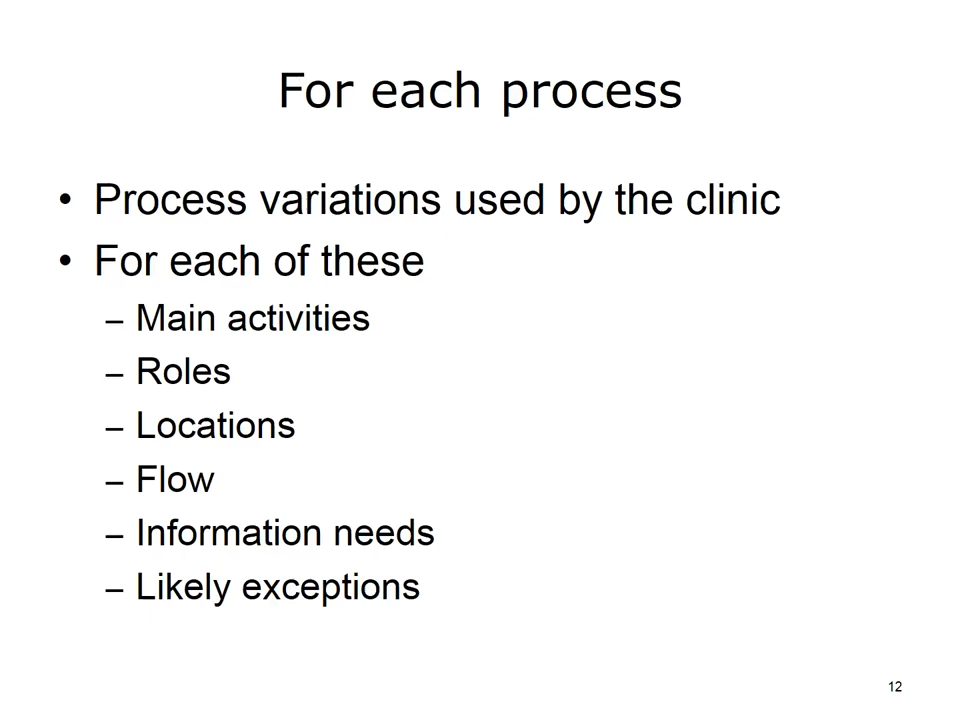 For each process
• Process variations used by the clinic
• For each of these
– Main activities
– Roles
– Locations
– Flow
– Information needs
– Likely exceptions
12